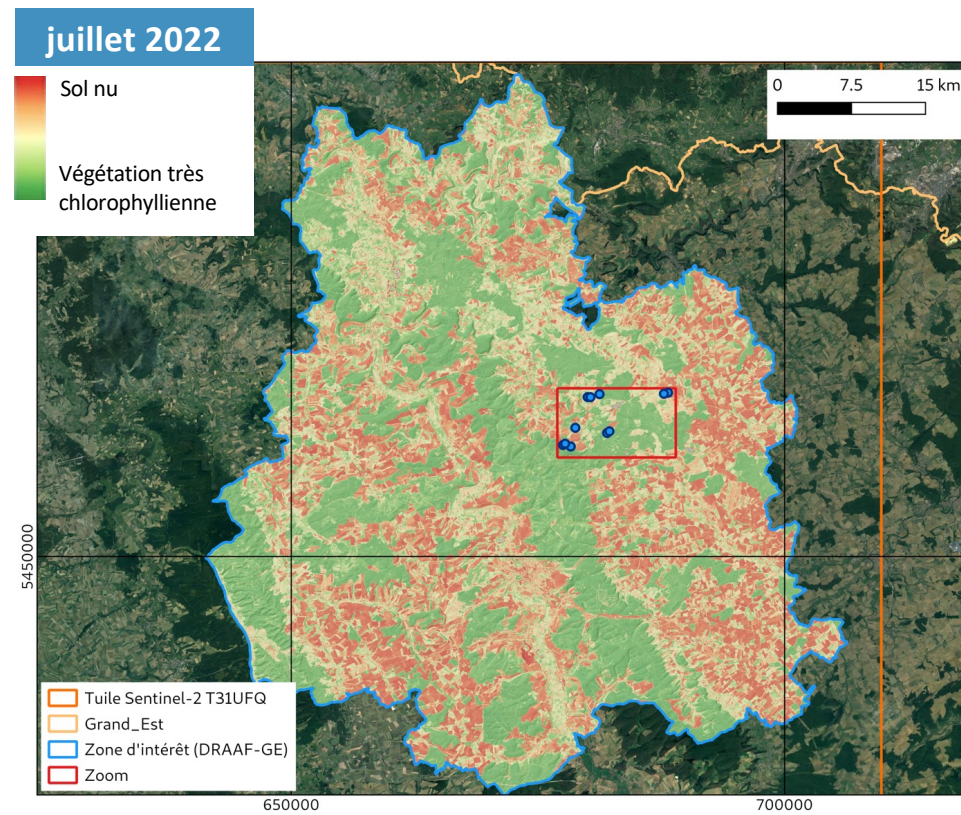 juillet 2022
Sol nu
Végétation très
chlorophyllienne
0 7.5 15 km
5450000
Tuile Sentinel-2 T31UFQ
Grand_Est
Zone d'intérêt (DRAAF-GE)
Zoom
650000 700000